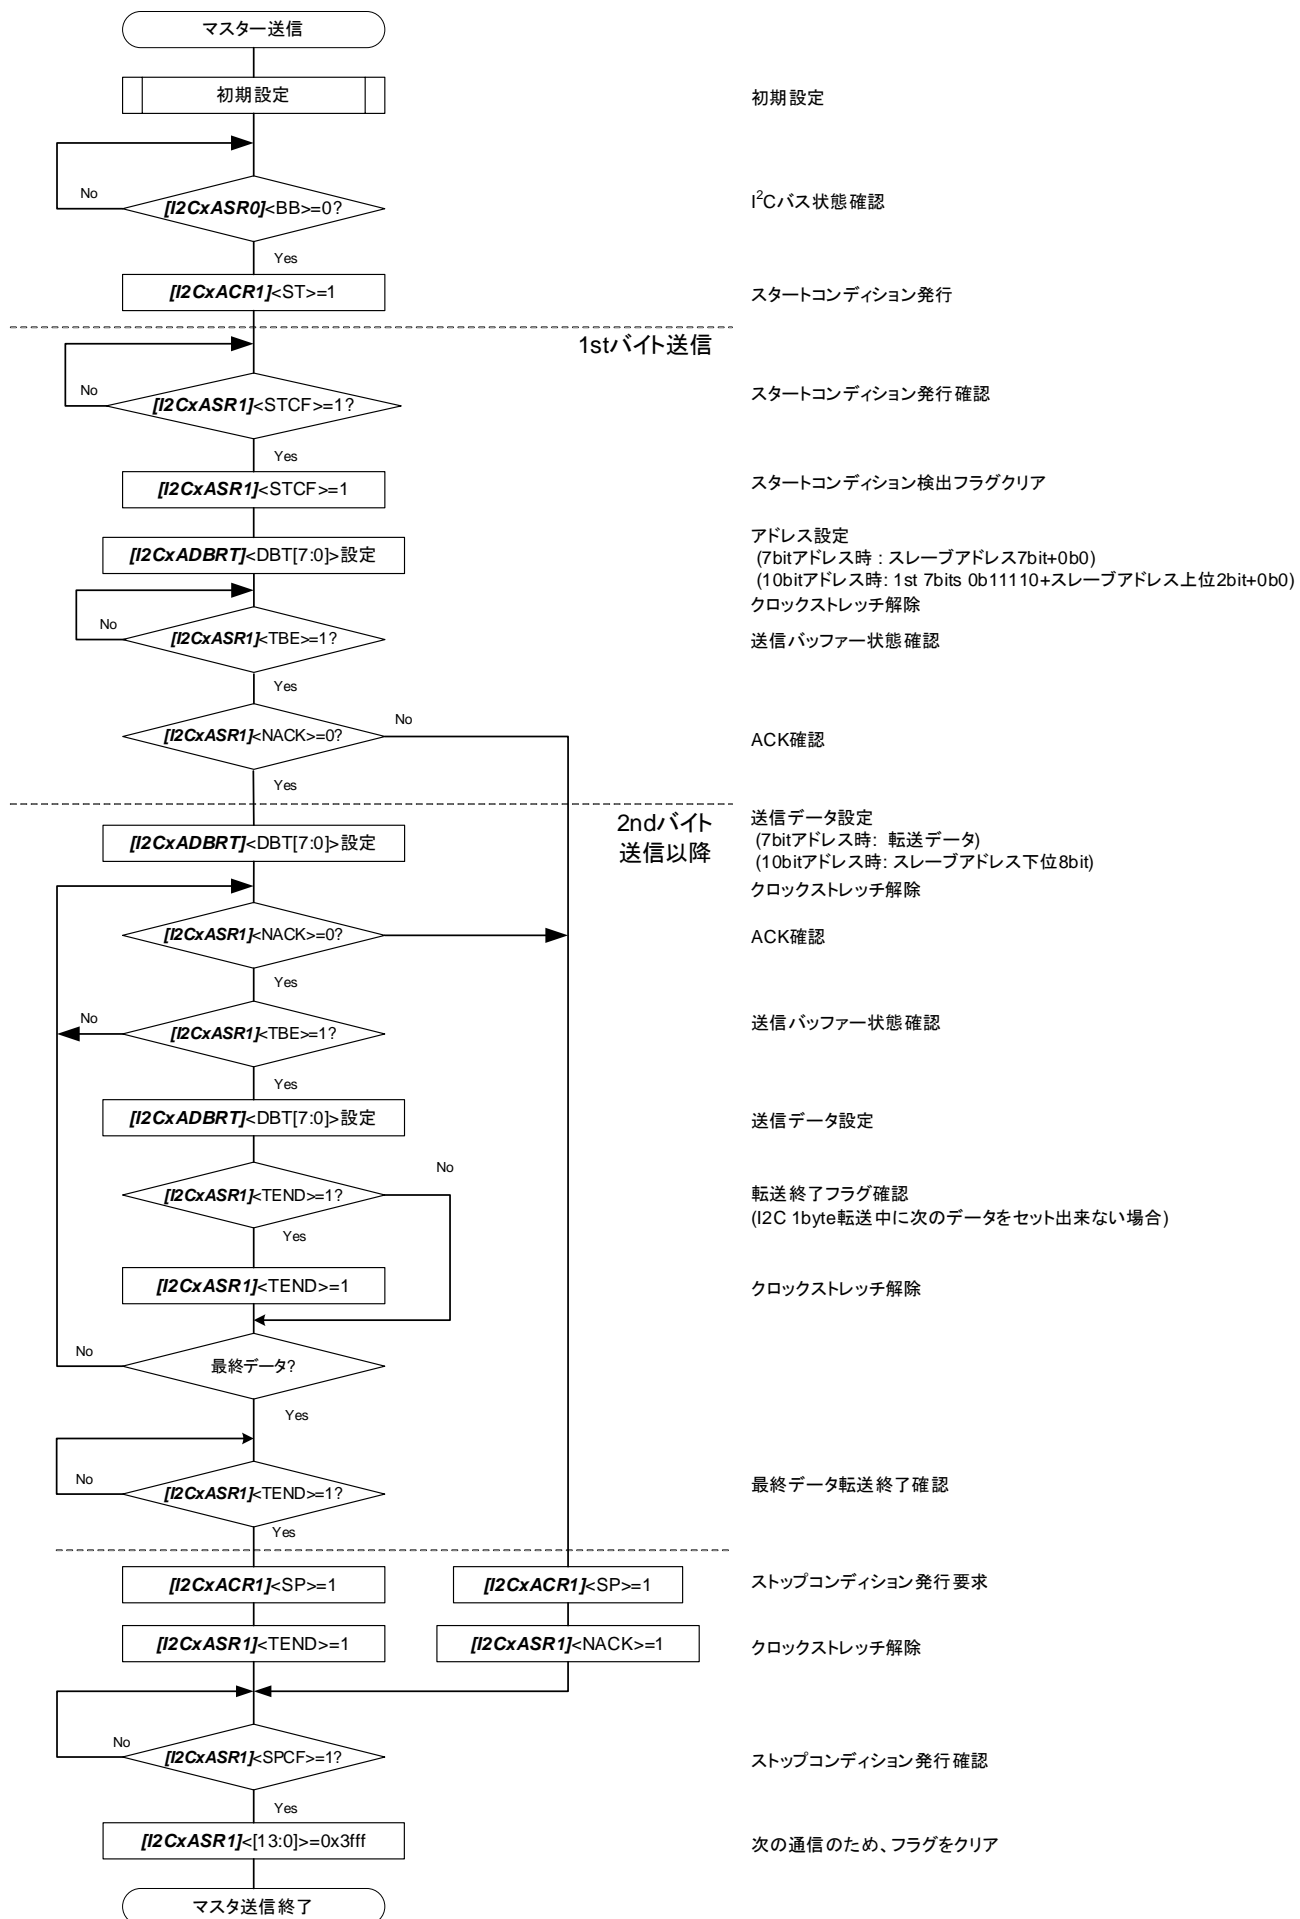 マスター送信
初期設定
初期設定
No
[I2CxASR0]<BB>=0?
I²Cバス状態確認
Yes
[I2CxACR1]<ST>=1
スタートコンディション発行
1stバイト送信
No
[I2CxASR1]<STCF>=1?
スタートコンディション発行確認
Yes
[I2CxASR1]<STCF>=1
スタートコンディション検出フラグクリア
[I2CxADBRT]<DBT[7:0]>設定
アドレス設定
(7bitアドレス時 : スレーブアドレス7bit+0b0)
(10bitアドレス時: 1st 7bits 0b11110+スレーブアドレス上位2bit+0b0)
クロックストレッチ解除
No
[I2CxASR1]<TBE>=1?
送信バッファー状態確認
Yes
[I2CxASR1]<NACK>=0?
No
ACK確認
Yes
2ndバイト
送信以降
[I2CxADBRT]<DBT[7:0]>設定
送信データ設定
(7bitアドレス時: 転送データ)
(10bitアドレス時: スレーブアドレス下位8bit)
クロックストレッチ解除
[I2CxASR1]<NACK>=0?
ACK確認
Yes
No
[I2CxASR1]<TBE>=1?
送信バッファー状態確認
Yes
[I2CxADBRT]<DBT[7:0]>設定
送信データ設定
No
[I2CxASR1]<TEND>=1?
転送終了フラグ確認
(I2C 1byte転送中に次のデータをセット出来ない場合)
Yes
[I2CxASR1]<TEND>=1
クロックストレッチ解除
No
最終データ?
Yes
No
[I2CxASR1]<TEND>=1?
最終データ転送終了確認
Yes
[I2CxACR1]<SP>=1
[I2CxACR1]<SP>=1
ストップコンディション発行要求
[I2CxASR1]<TEND>=1
[I2CxASR1]<NACK>=1
クロックストレッチ解除
No
[I2CxASR1]<SPCF>=1?
ストップコンディション発行確認
Yes
[I2CxASR1]<[13:0]>=0x3fff
次の通信のため、フラグをクリア
マスタ送信終了